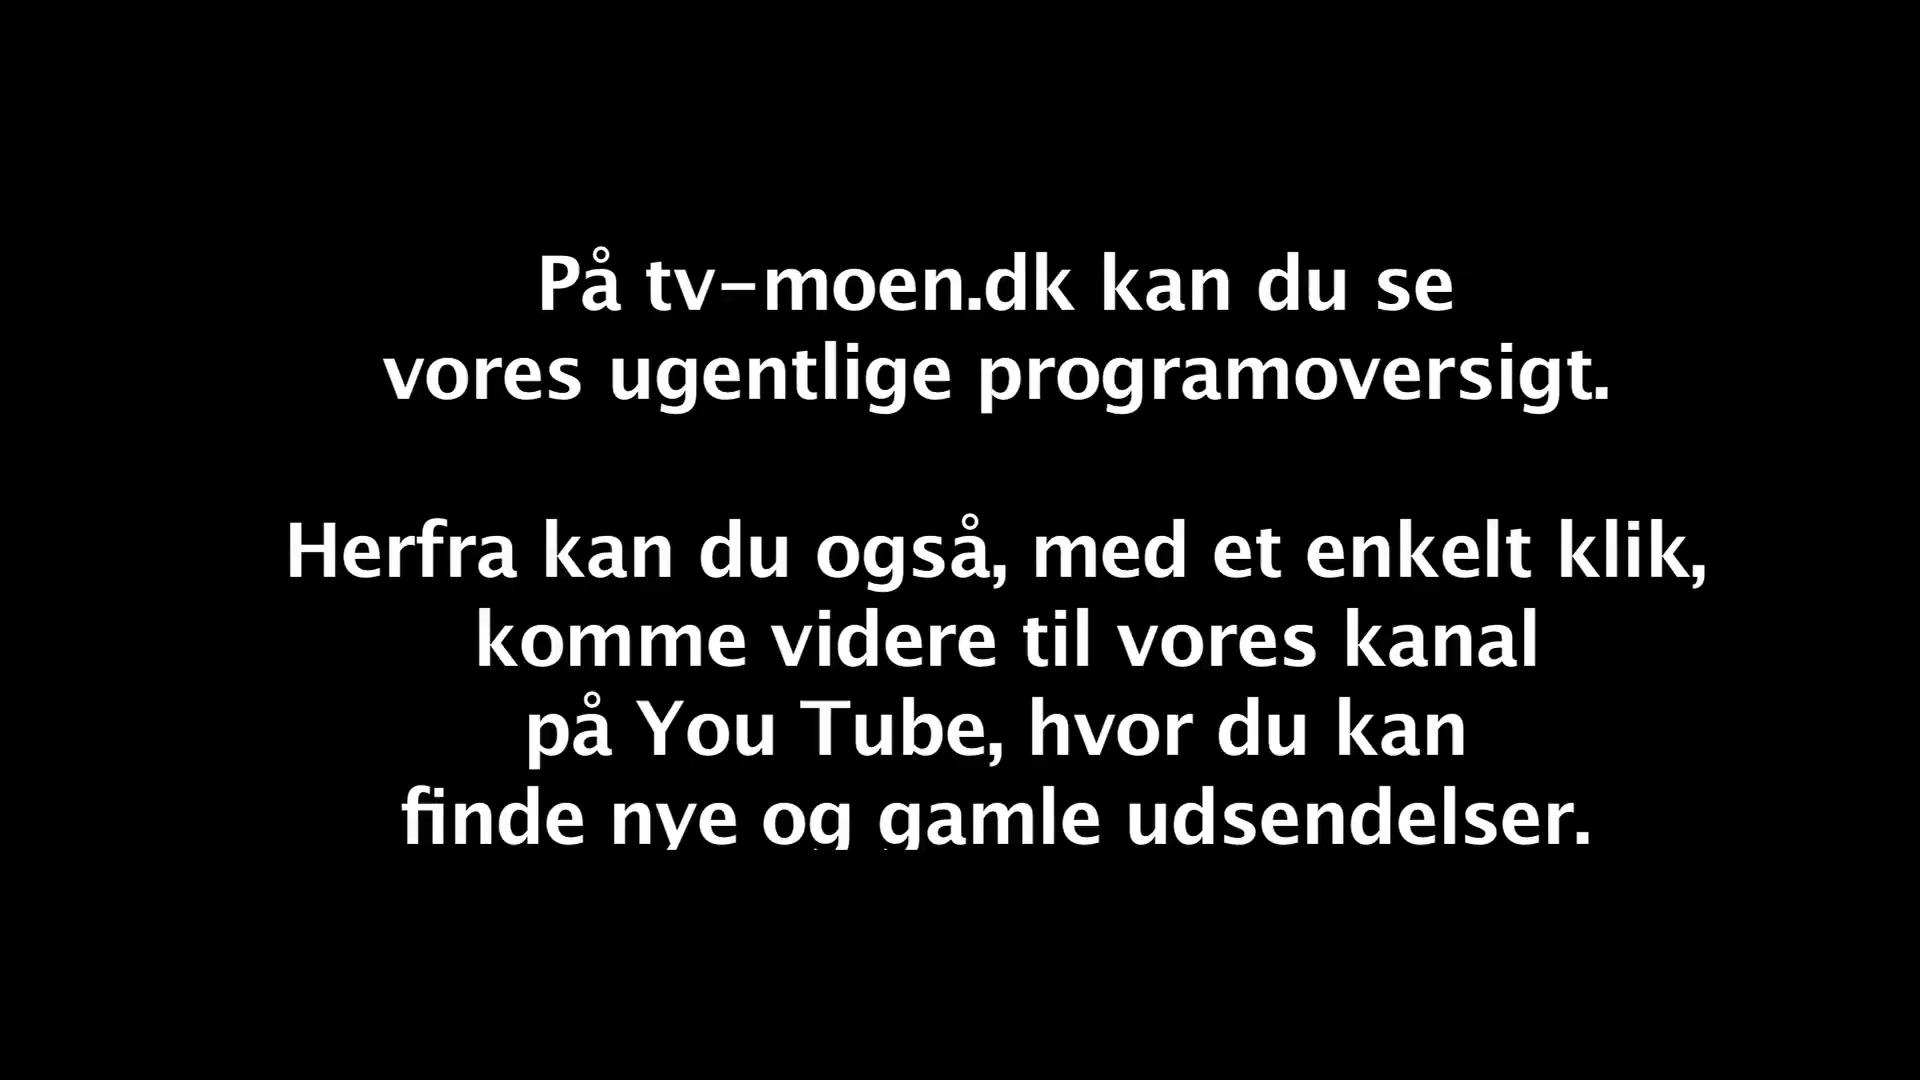 På tv-moen.dk kan du se
vores ugentlige programoversigt.
Herfra kan du også, med et enkelt klik,
komme videre til vores kanal
på You Tube, hvor du kan
finde nye og gamle udsendelser.